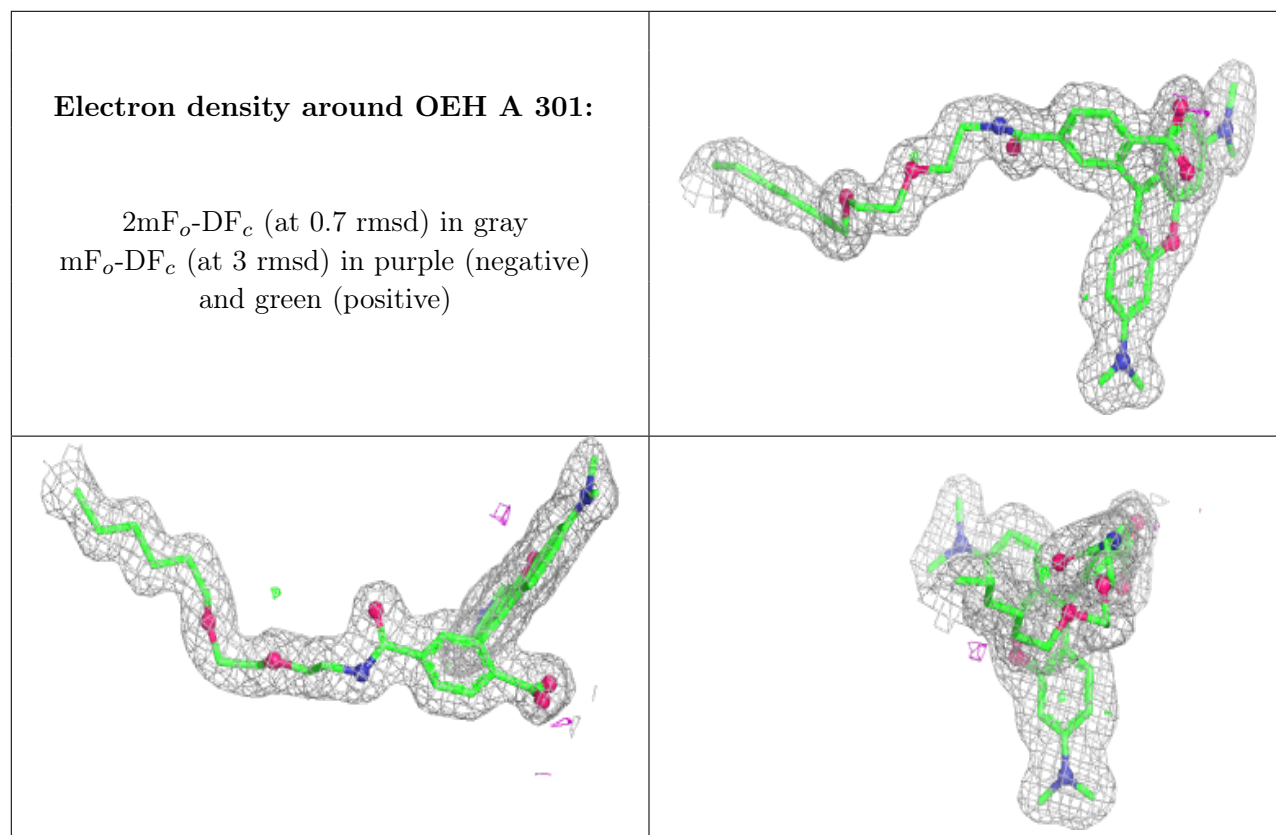 Electron density around OEH A 301:
2mFo-DFc (at 0.7 rmsd) in gray
mFo-DFc (at 3 rmsd) in purple (negative)
and green (positive)